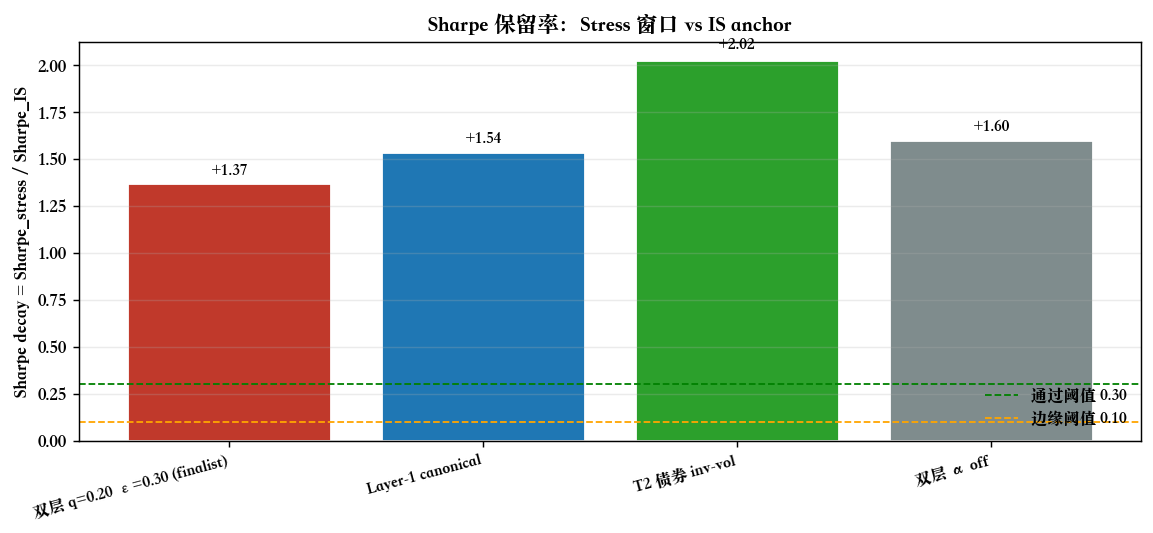 Sharpe 保留率：Stress 窗口 vs IS anchor
Sharpe decay = Sharpe_stress / Sharpe_IS
2.00
1.75
1.50
1.25
1.00
0.75
0.50
0.25
0.00
+1.37
+1.54
+2.02
+1.60
通过阈值 0.30
边缘阈值 0.10
双层 q=0.20 ε=0.30 (finalist)
Layer-1 canonical
T2 债券 inv-vol
双层 α off